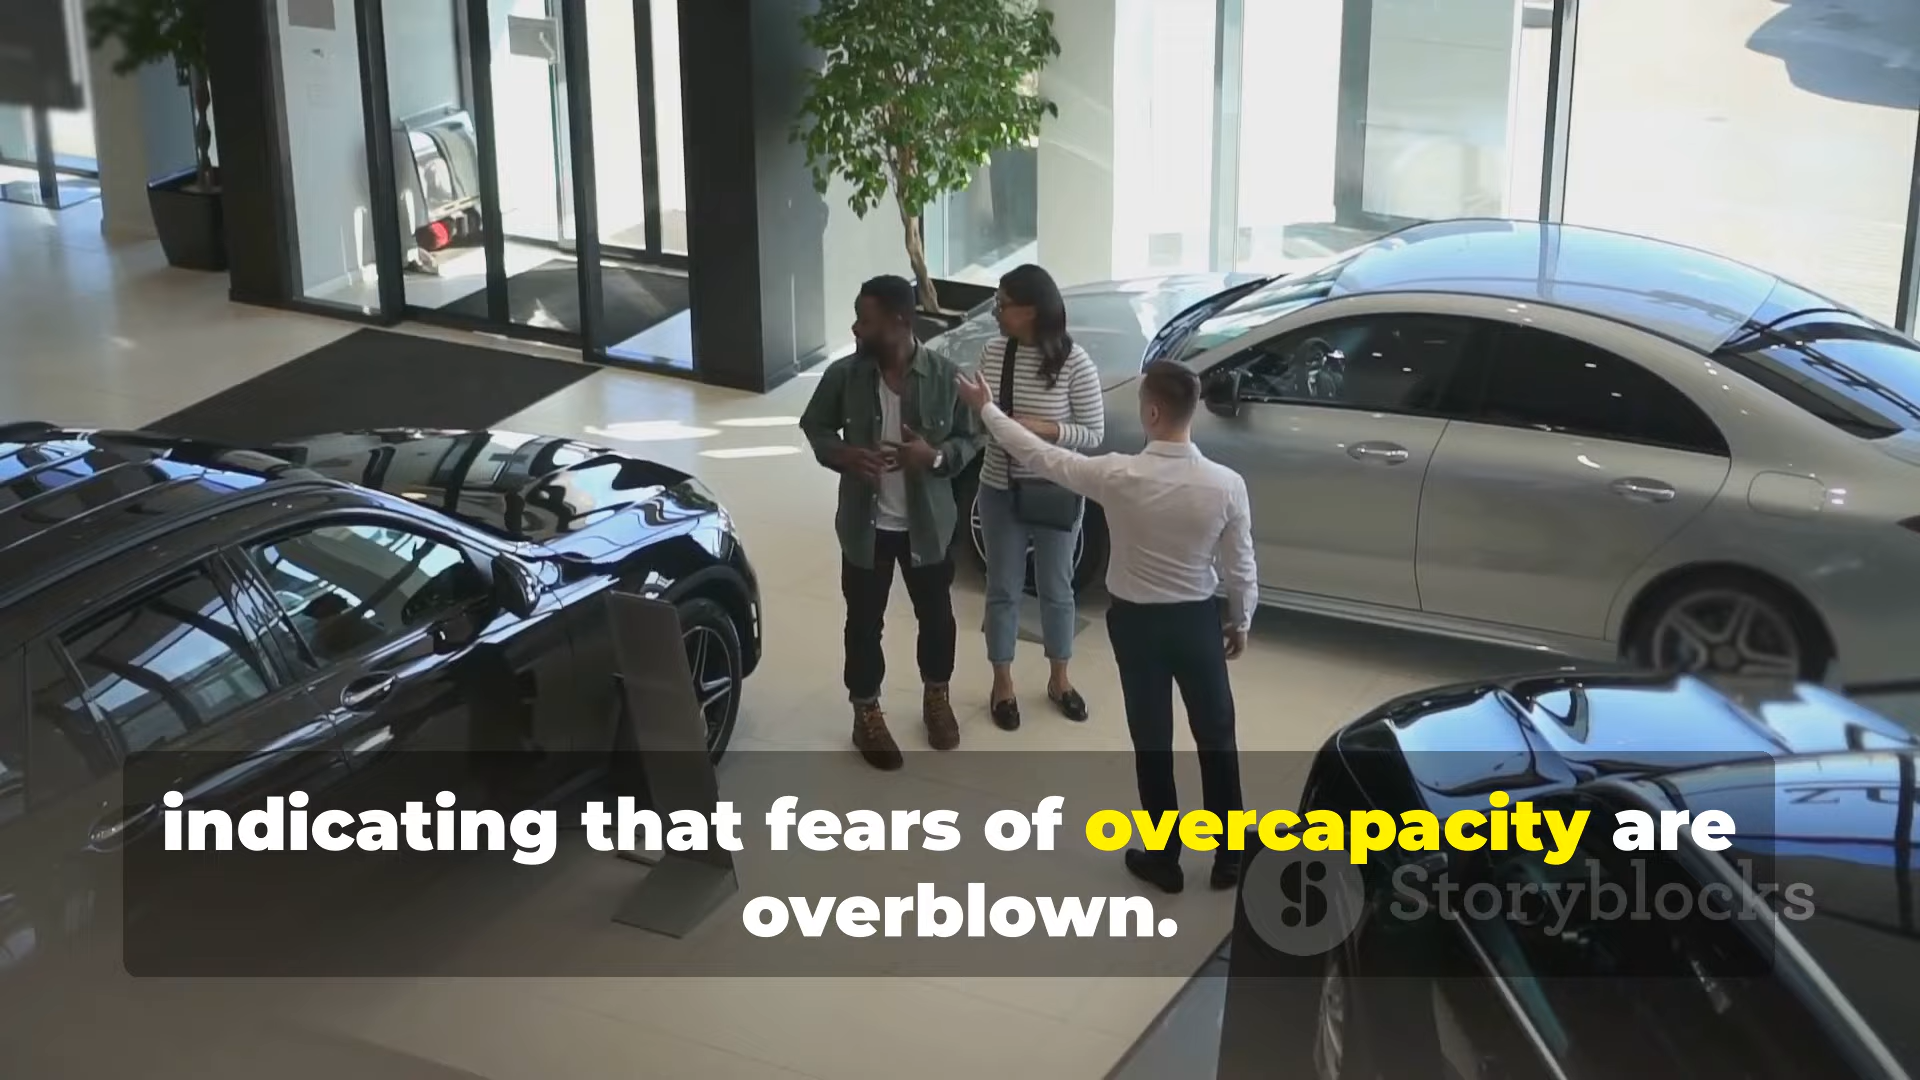 indicating that fears of overcapacity are
overblown.
Storyblocks